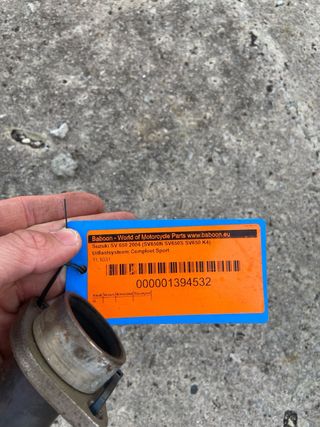 Baboon - World of Motorcycle Parts www.baboon.eu
Suzuki SV 650 2004 (SV650N SV650S SV650 K4)
Uitlaatsysteem Compleet Sport
000001394532